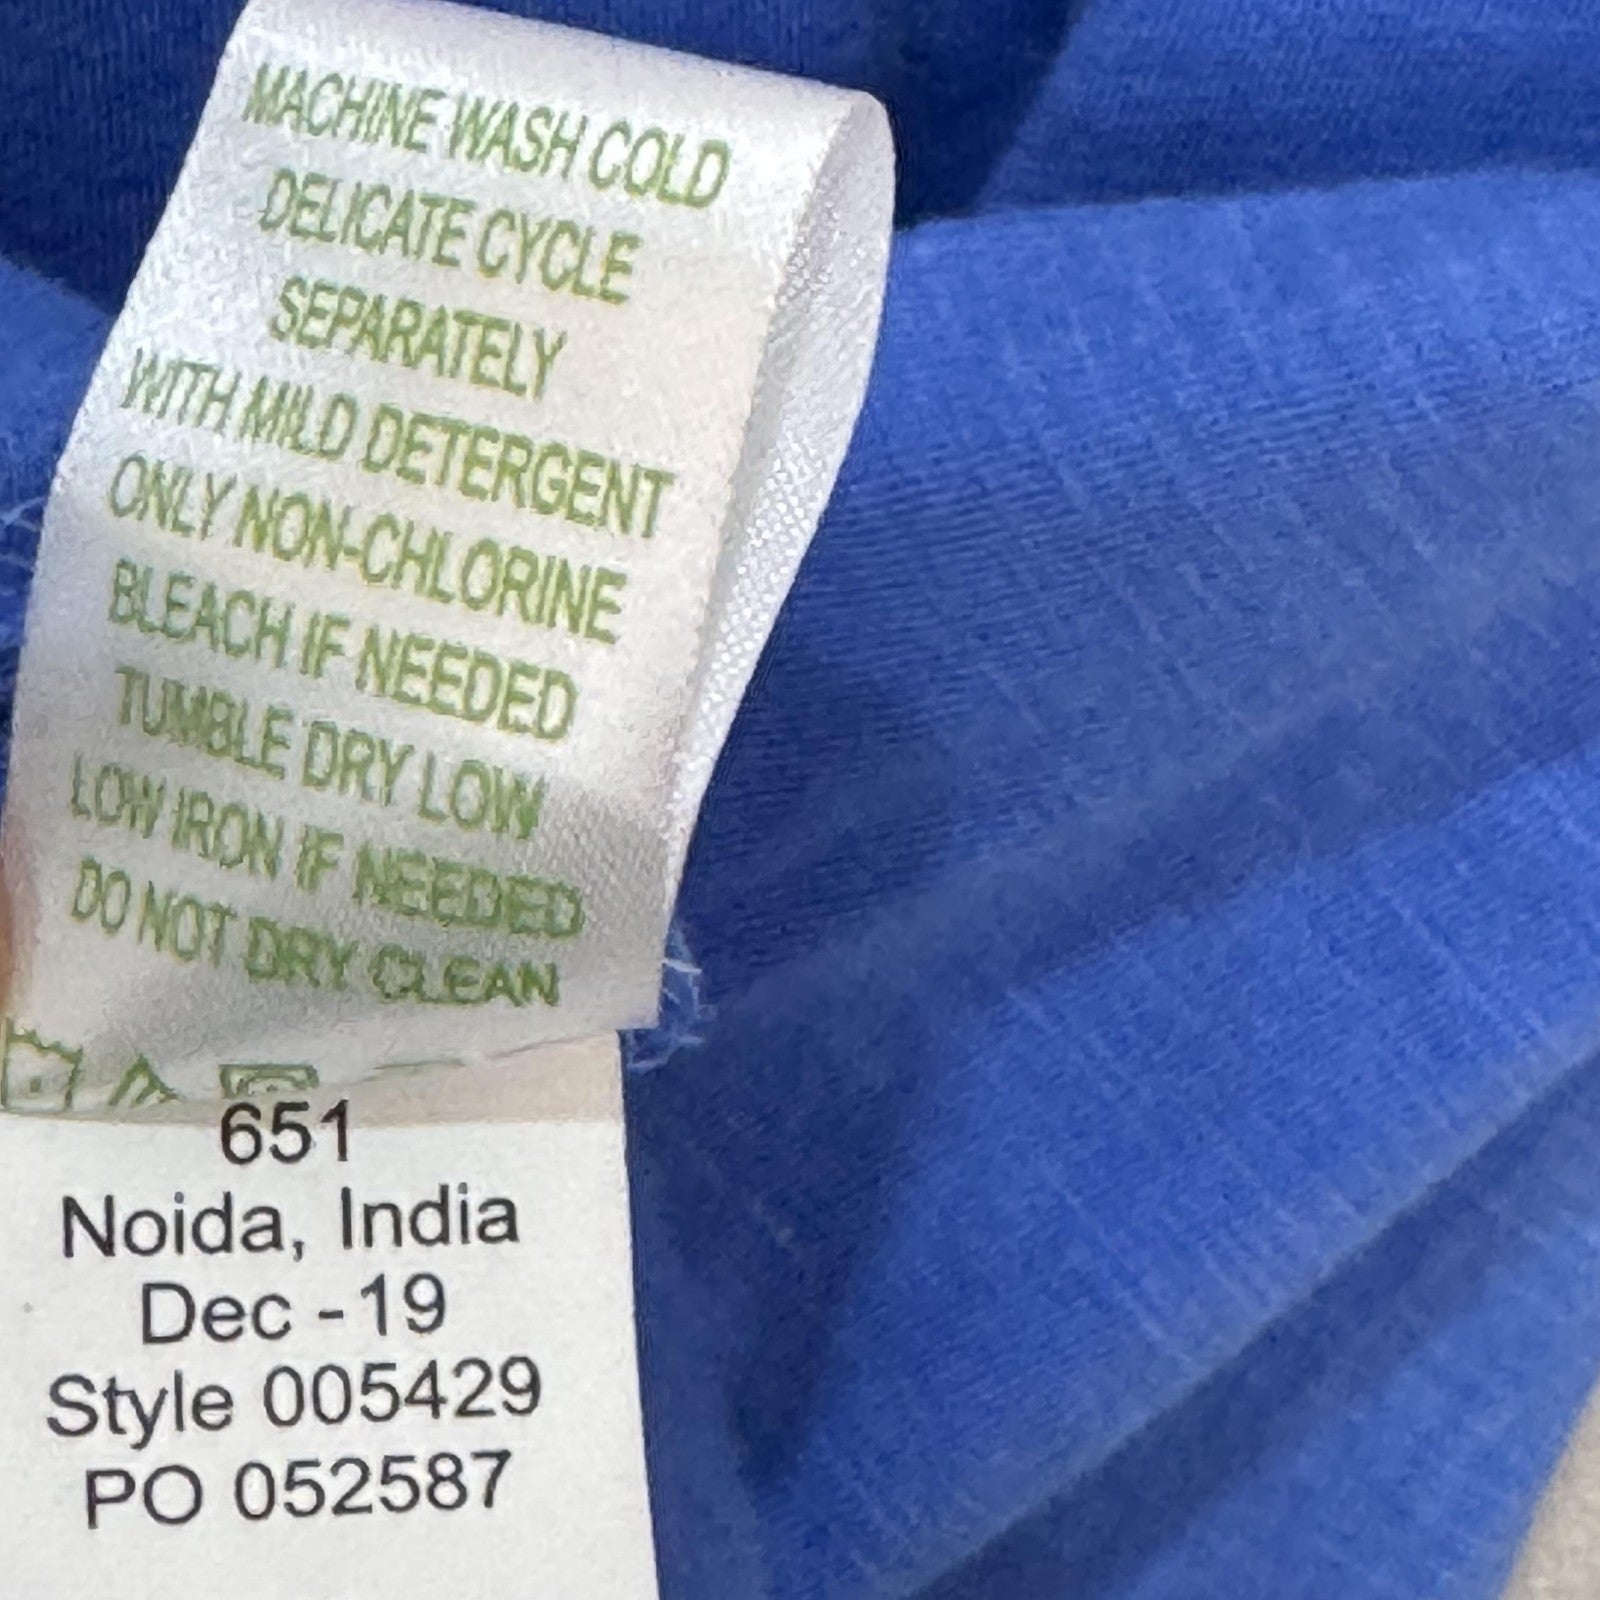 MACHINE WASH COLD
DELICATE CYCLE
SEPARATELY
WITH MILD DETERGENT
ONLY NON-CHLORINE
BLEACH IF NEEDED
TUMBLE DRY LOW
LOW IRON IF NEEDED
DO NOT DRY CLEAN
651
Noida, India
Dec - 19
Style 005429
PO 052587